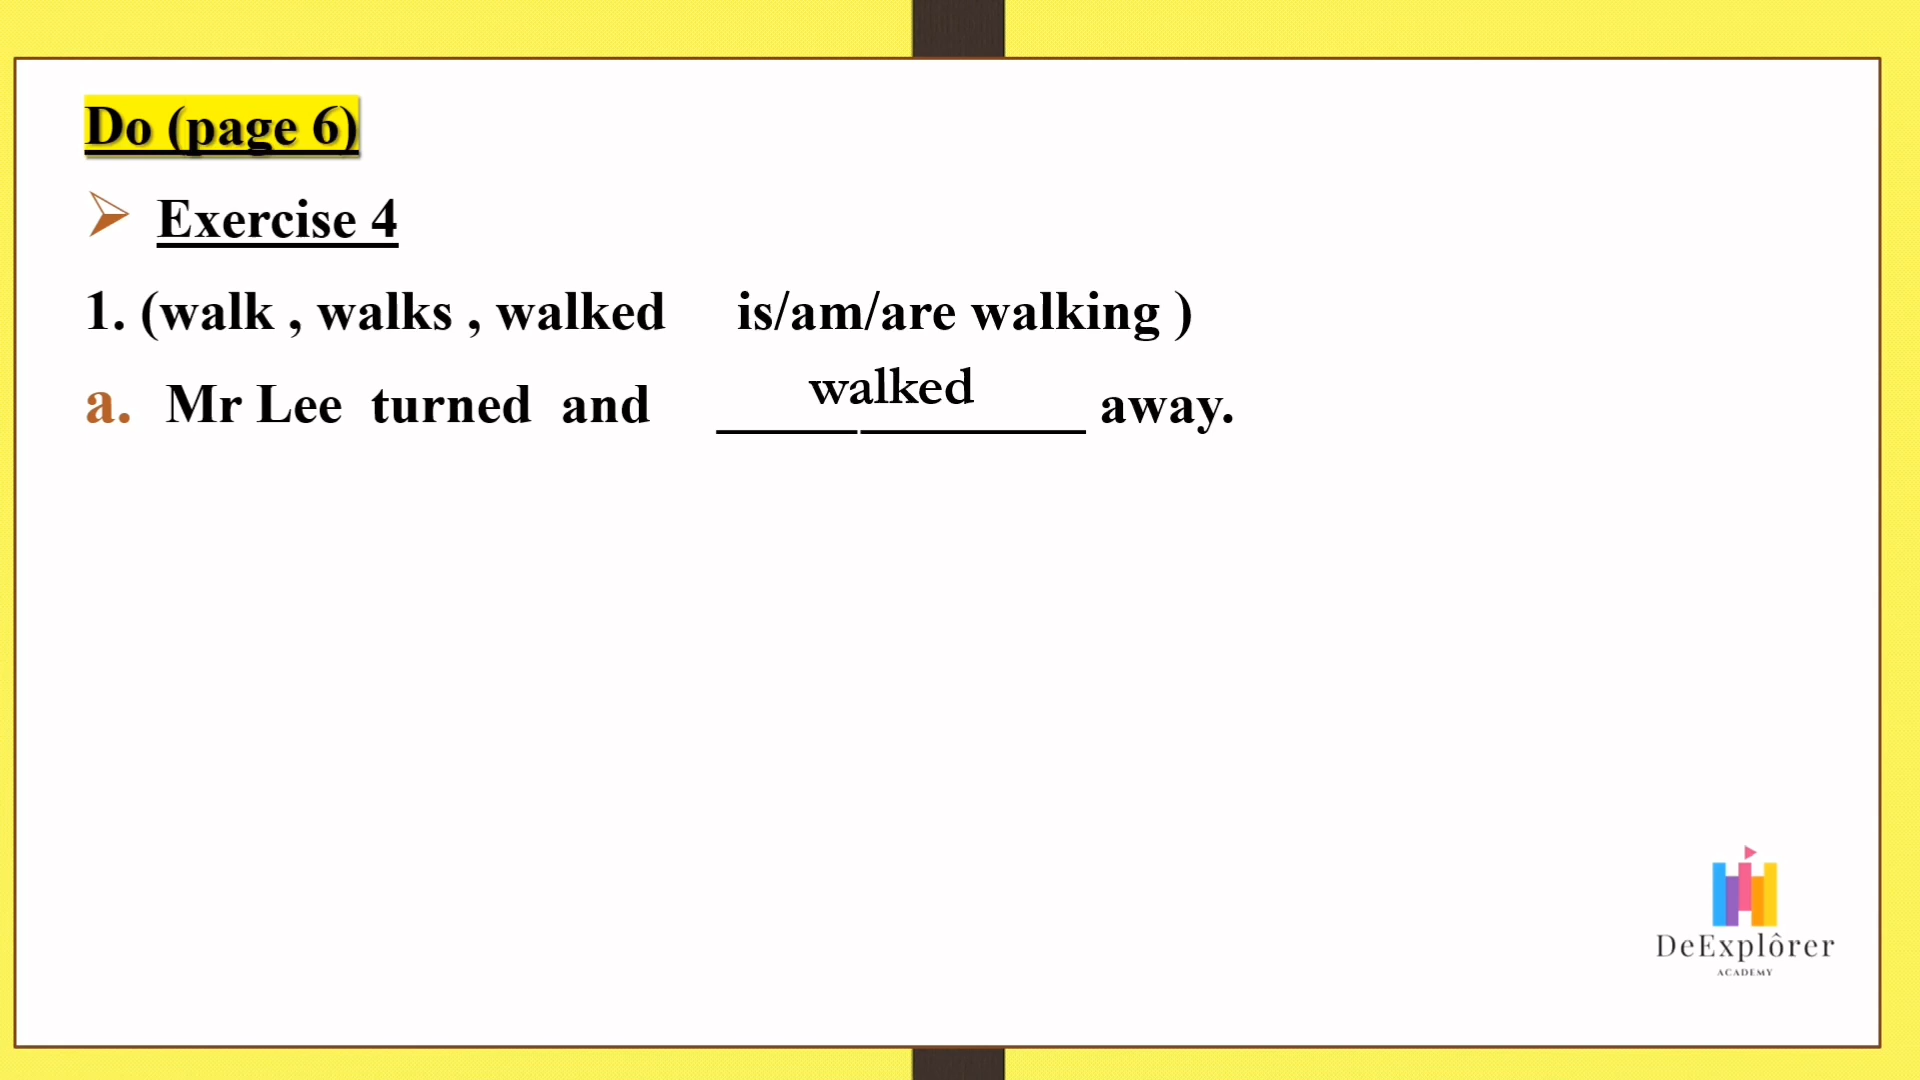 Do (page 6)
Exercise 4
1. (walk , walks , walked is/am/are walking )
a. Mr Lee turned and walked away.
DeExplôrer
ACADEMY